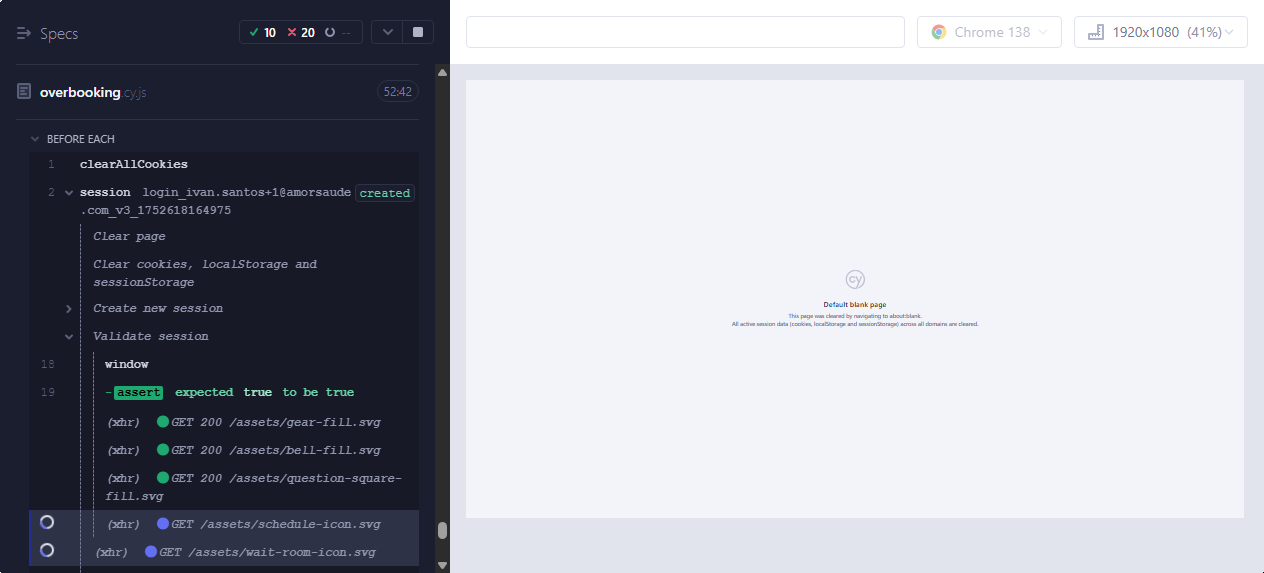 Specs
10 20 --
Chrome 138
1920x1080 (41%)
overbooking.cy.js
52:42
BEFORE EACH
1 clearAllCookies
2 session login_ivan.santos+1@amorsaude created
.com_v3_1752618164975
Clear page
Clear cookies, localStorage and
sessionStorage
Create new session
Validate session
18 window
19 -assert expected true to be true
(xhr) GET 200 /assets/gear-fill.svg
(xhr) GET 200 /assets/bell-fill.svg
(xhr) GET 200 /assets/question-square-
fill.svg
(xhr) GET /assets/schedule-icon.svg
(xhr) GET /assets/wait-room-icon.svg
cy
Default blank page
This page was cleared by navigating to about:blank.
All active session data (cookies, localStorage and sessionStorage) across all domains are cleared.